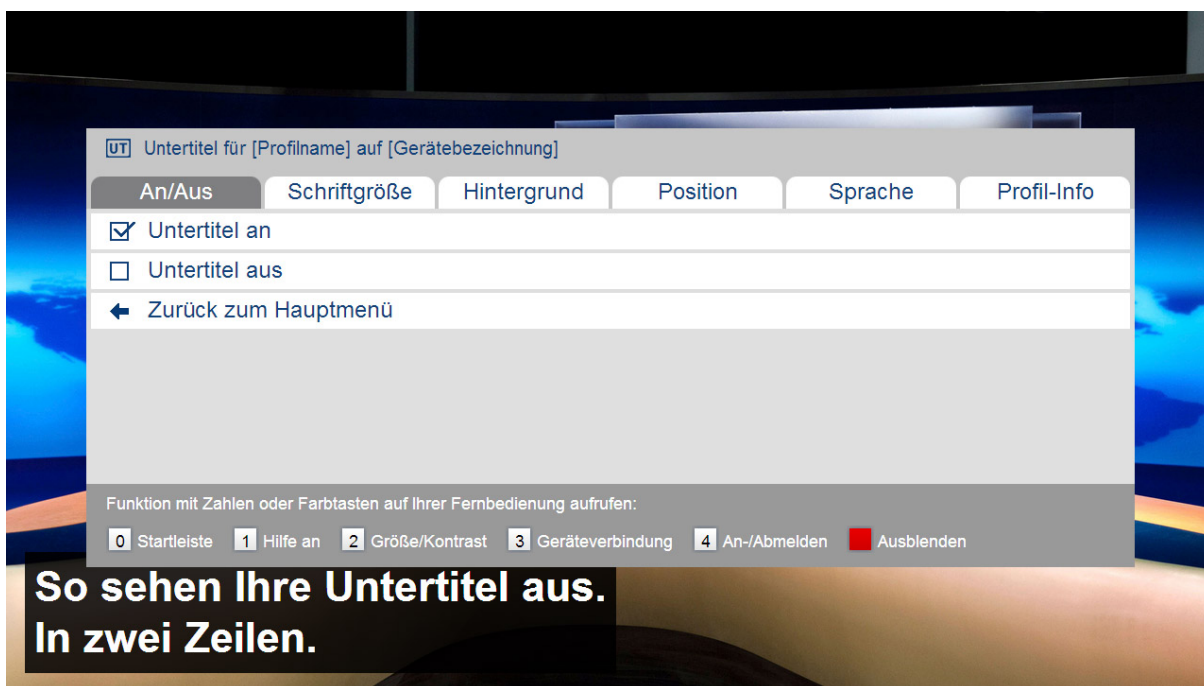 UT Untertitel für [Profilname] auf [Gerätebezeichnung]
An/Aus Schriftgröße Hintergrund Position Sprache Profil-Info
Untertitel an
Untertitel aus
Zurück zum Hauptmenü
Funktion mit Zahlen oder Farbtasten auf Ihrer Fernbedienung aufrufen:
0 Startleiste 1 Hilfe an 2 Größe/Kontrast 3 Geräteverbindung 4 An-/Abmelden Ausblenden
So sehen Ihre Untertitel aus.
In zwei Zeilen.